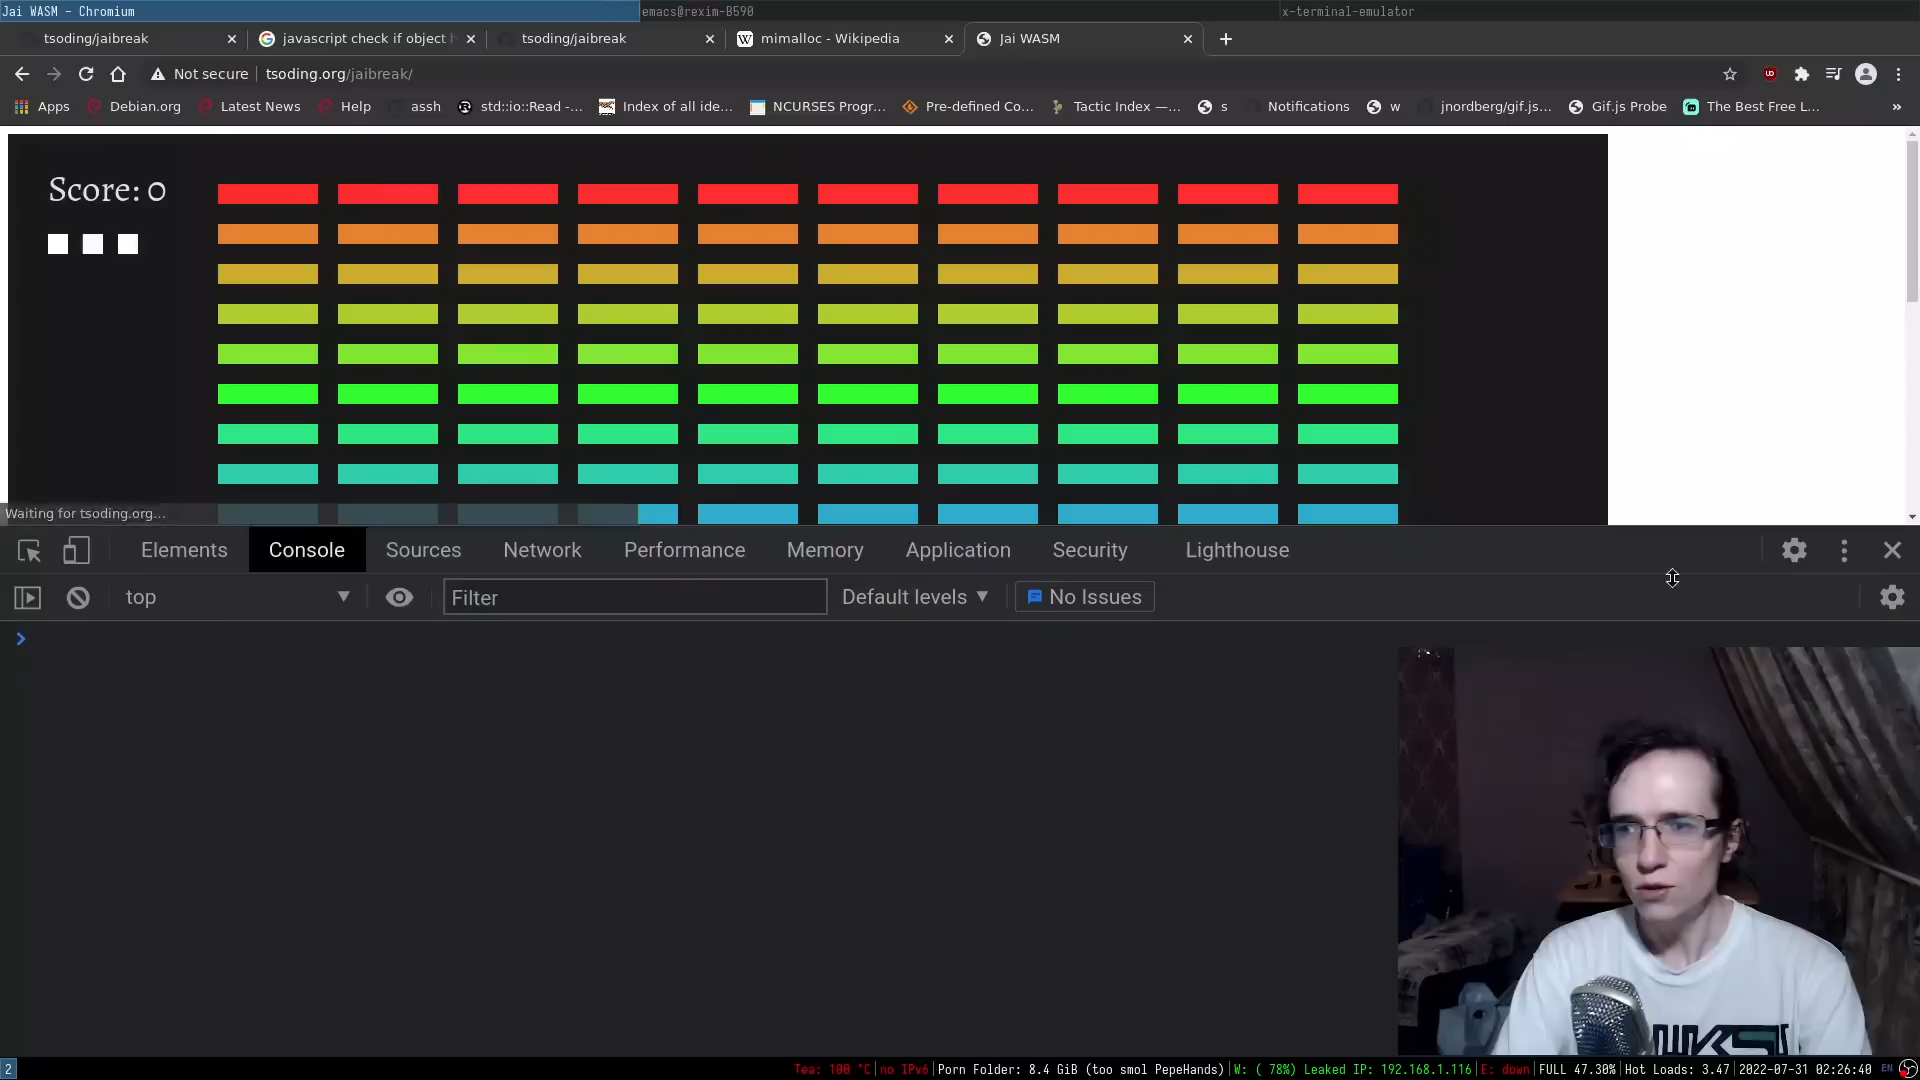 Jai WASM - Chromium
emacs@rexim-B590
x-terminal-emulator
tsoding/jaibreak
javascript check if object h
tsoding/jaibreak
mimalloc - Wikipedia
Jai WASM
Not secure
tsoding.org/jaibreak/
Apps
Debian.org
Latest News
Help
assh
std::io::Read -...
Index of all ide...
NCURSES Progr...
Pre-defined Co...
Tactic Index —...
s
Notifications
w
jnordberg/gif.js...
Gif.js Probe
The Best Free L...
»
Score: 0
Waiting for tsoding.org...
Elements
Console
Sources
Network
Performance
Memory
Application
Security
Lighthouse
top
Filter
Default levels
No Issues
2
Tea: 100 °C
no IPv6
Porn Folder: 8.4 GiB (too smol PepeHands)
W: ( 78%) Leaked IP: 192.168.1.116
E: down
FULL 47.30%
Hot Loads: 3.47
2022-07-31 02:26:40
EN